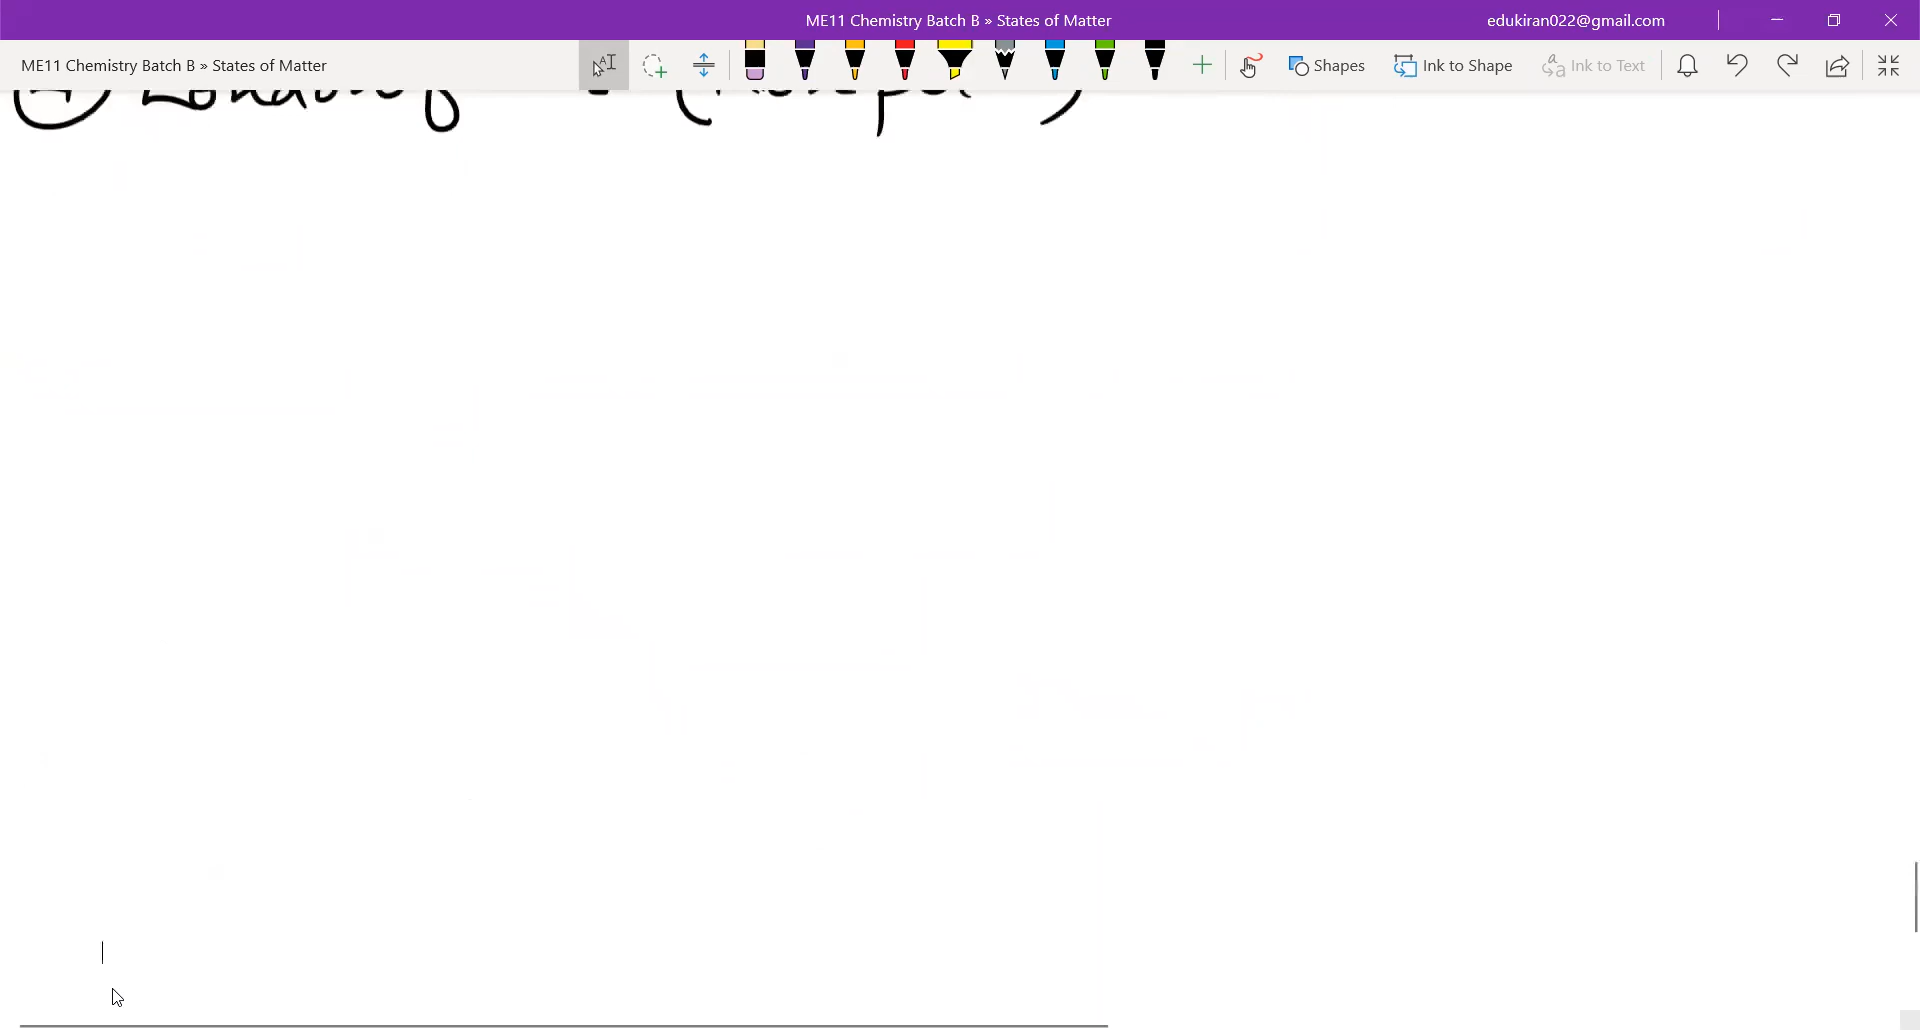 ME11 Chemistry Batch B » States of Matter
edukiran022@gmail.com
ME11 Chemistry Batch B » States of Matter
Shapes
Ink to Shape
Ink to Text